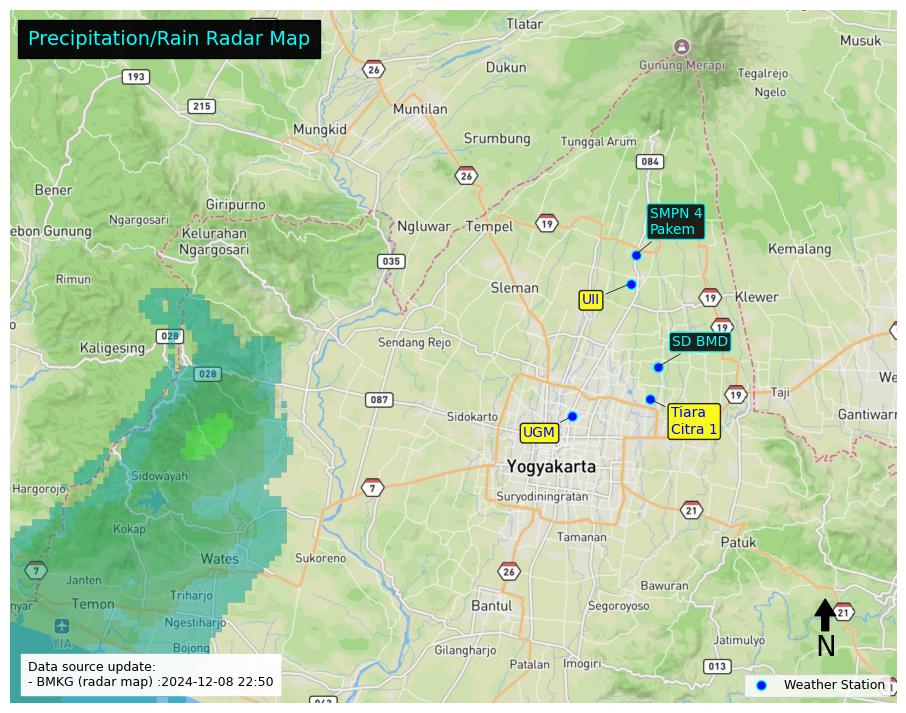 Precipitation/Rain Radar Map
Tlatar
Musuk
Gunung Merapi
26
Dukun
Tegalrejo
193
Ngelo
215
Muntilan
Mungkid
Srumbung
Tunggal Arum
084
26
Bener
Giripurno
Ngargosari
SMPN 4
Pakem
ebon Gunung
Kelurahan
Ngargosari
Ngluwar
Tempel
19
Kemalang
035
Rimun
Sleman
UII
19
Klewer
19
028
Kaligesing
Sendang Rejo
SD BMD
028
We
087
19
Taji
Sidokarto
Tiara
Citra 1
Gantiwarn
UGM
Yogyakarta
Sidowayah
Hargorojo
7
Suryodiningratan
21
Kokap
Tamanan
Patuk
Wates
Sukoreno
7
26
Janten
Bawuran
Triharjo
nyar
Temon
Bantul
Segoroyoso
21
Ngestiharjo
YIA
Bojong
Jatimulyo
N
Gilangharjo
Data source update:
- BMKG (radar map) :2024-12-08 22:50
Patalan
Imogiri
013
Weather Station